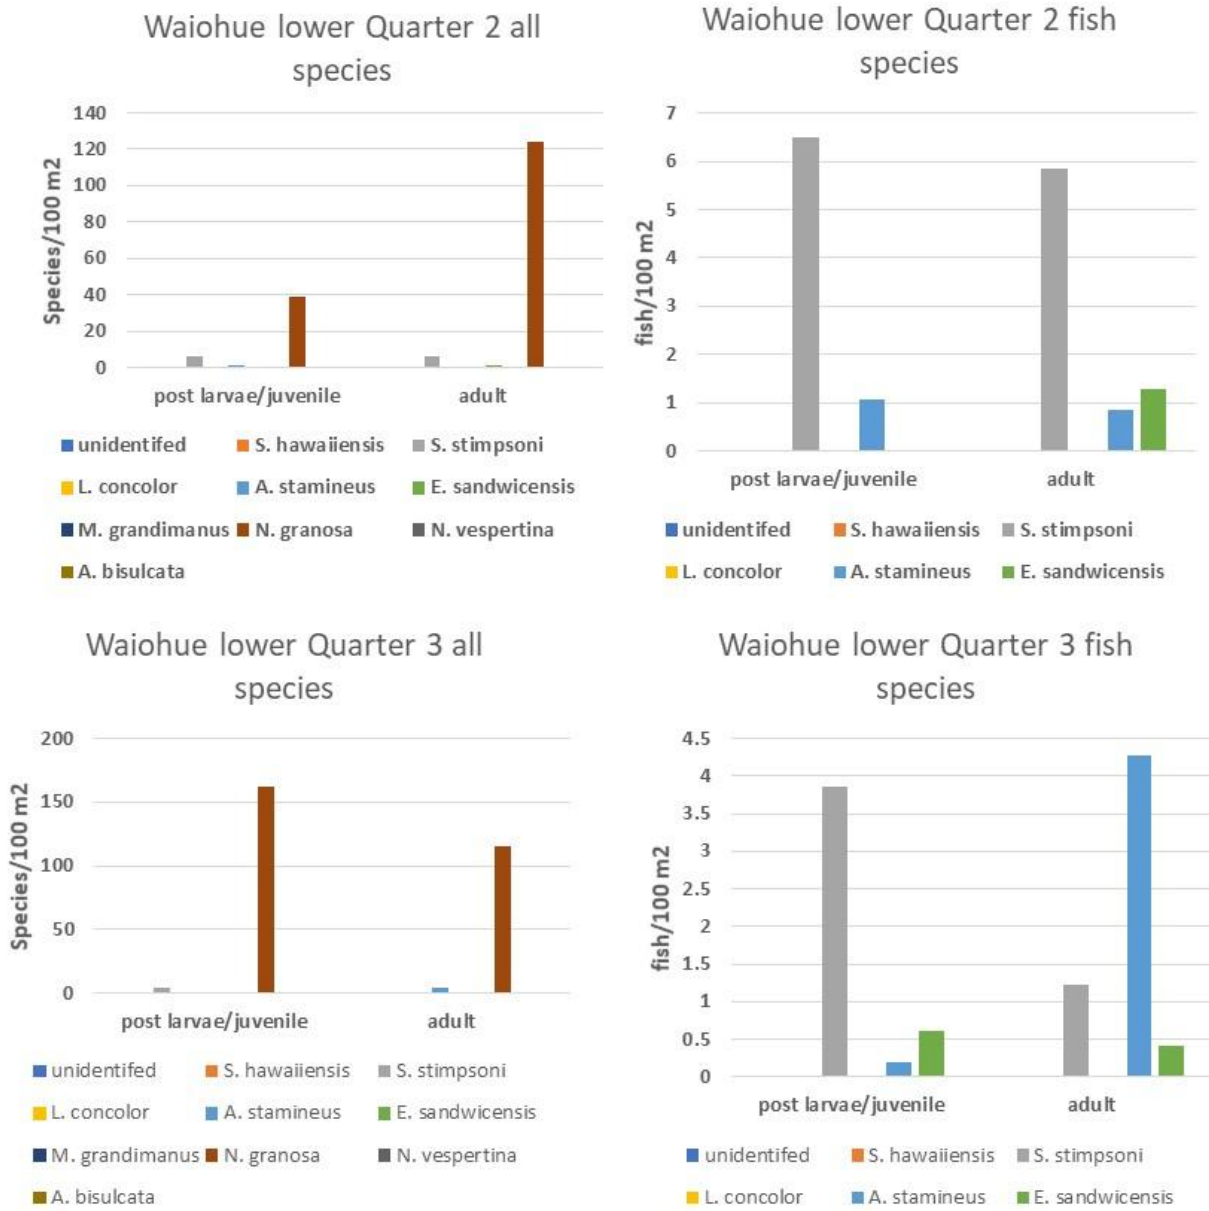 Waiohue lower Quarter 2 all
species
Species/100 m2
140
120
100
80
60
40
20
0
post larvae/juvenile adult
unidentifed S. hawaiiensis S. stimpsoni
L. concolor A. stamineus E. sandwicensis
M. grandimanus N. granosa N. vespertina
A. bisulcata
Waiohue lower Quarter 2 fish
species
fish/100 m2
7
6
5
4
3
2
1
0
post larvae/juvenile adult
unidentifed S. hawaiiensis S. stimpsoni
L. concolor A. stamineus E. sandwicensis
Waiohue lower Quarter 3 all
species
Species/100 m2
200
150
100
50
0
post larvae/juvenile adult
unidentifed S. hawaiiensis S. stimpsoni
L. concolor A. stamineus E. sandwicensis
M. grandimanus N. granosa N. vespertina
A. bisulcata
Waiohue lower Quarter 3 fish
species
fish/100 m2
4.5
4
3.5
3
2.5
2
1.5
1
0.5
0
post larvae/juvenile adult
unidentifed S. hawaiiensis S. stimpsoni
L. concolor A. stamineus E. sandwicensis